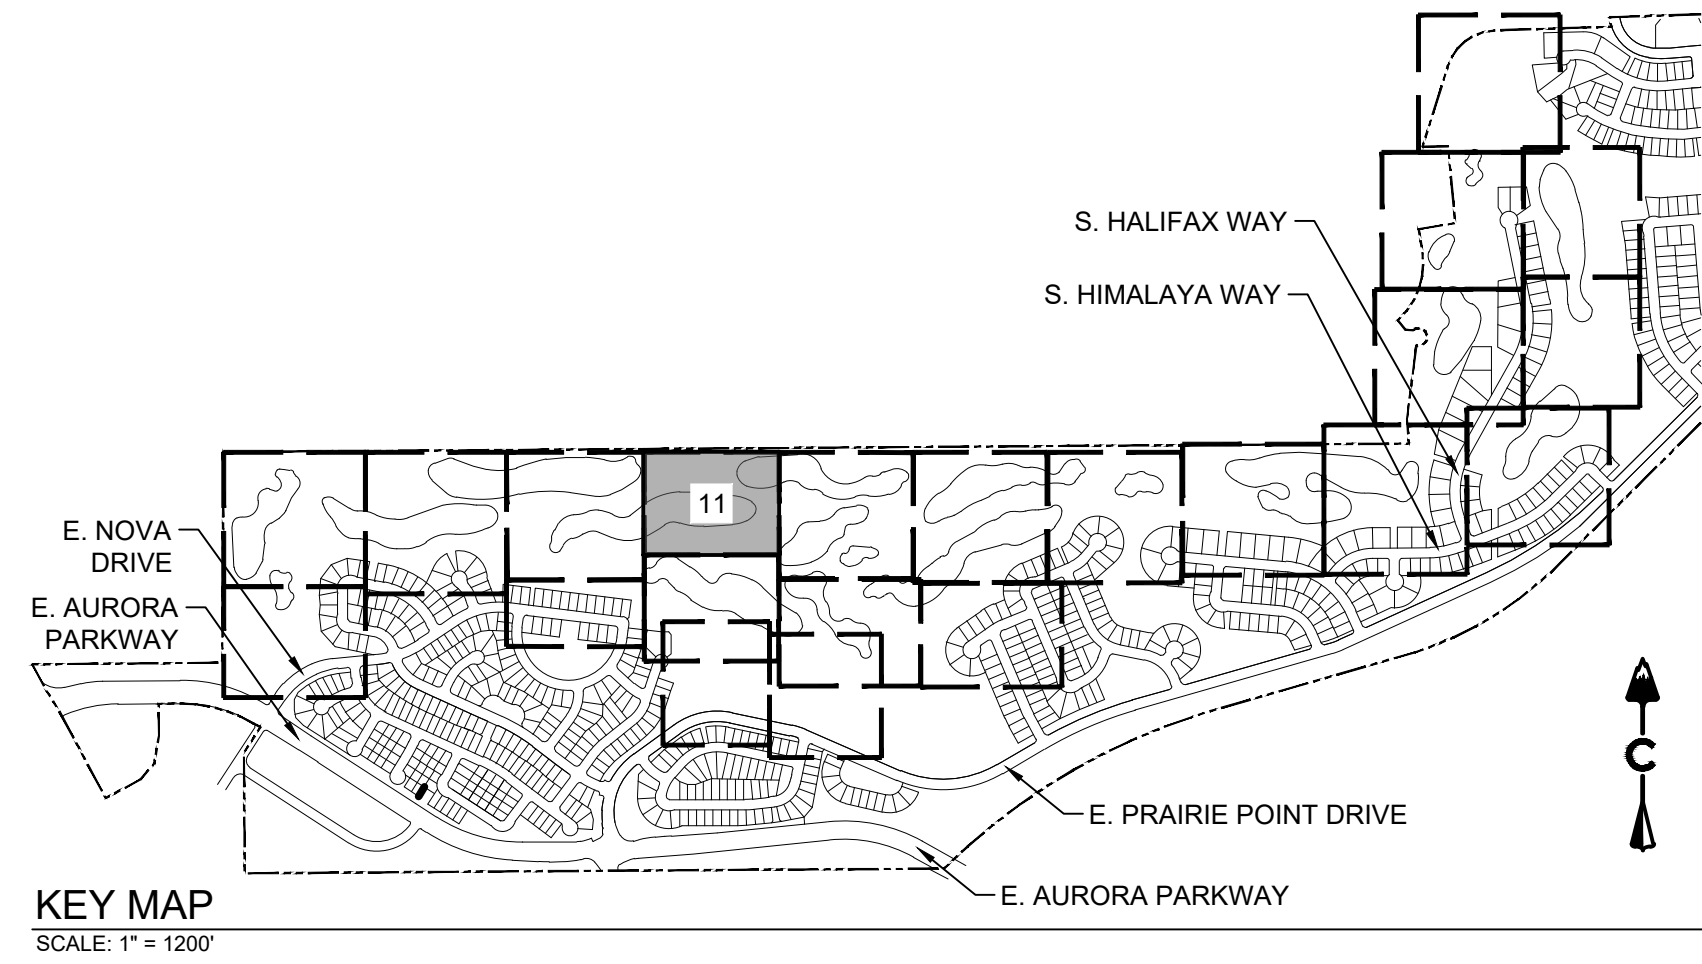 S. HALIFAX WAY
S. HIMALAYA WAY
11
E. NOVA
DRIVE
E. AURORA
PARKWAY
E. PRAIRIE POINT DRIVE
E. AURORA PARKWAY
KEY MAP
SCALE: 1" = 1200'